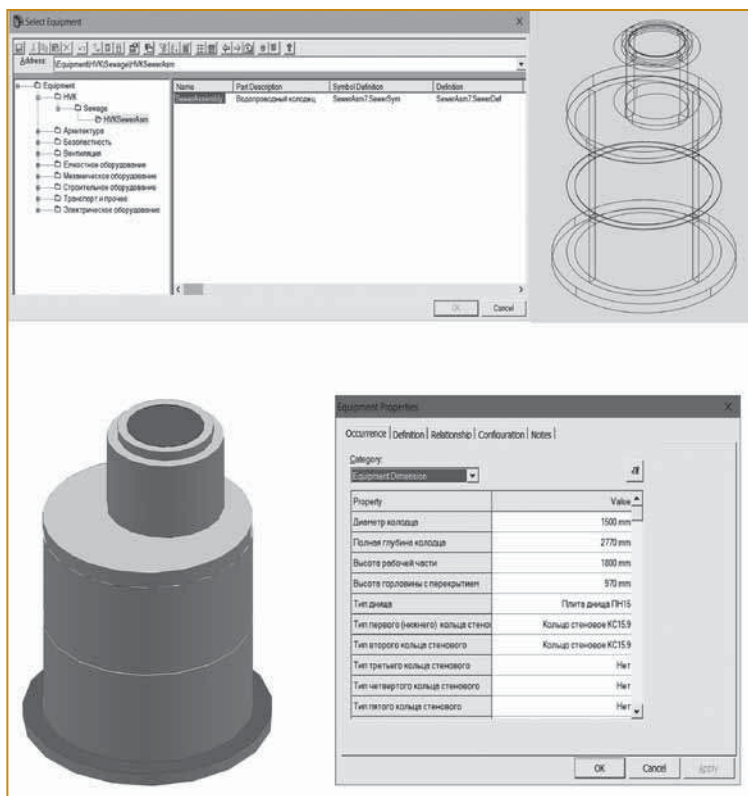 Select Equipment X
Address: \Equipment\HVK\Sewage\HVKSewerAsm
Equipment
HVK
Sewage
HVKSewerAsm
Архитектура
Безопастность
Вентиляция
Емкостное оборудование
Механическое оборудование
Строительное оборудование
Транспорт и прочее
Электрическое оборудование
Name Part Description Symbol Definition Definition
SewerAssembly Водопроводный колодец SewerAsm7.SewerSym SewerAsm7.SewerDef
OK Cancel
Equipment Properties X
Occurrence Definition Relationship Configuration Notes
Category:
Equipment Dimension
Property Value
Диаметр колодца 1500 mm
Полная глубина колодца 2770 mm
Высота рабочей части 1800 mm
Высота горловины с перекрытием 970 mm
Тип днища Плита днища ПН15
Тип первого (нижнего) кольца стено Кольцо стеновое КС15.9
Тип второго кольца стенового Кольцо стеновое КС15.9
Тип третьего кольца стенового Нет
Тип четвертого кольца стенового Нет
Тип пятого кольца стенового Нет
OK Cancel Apply